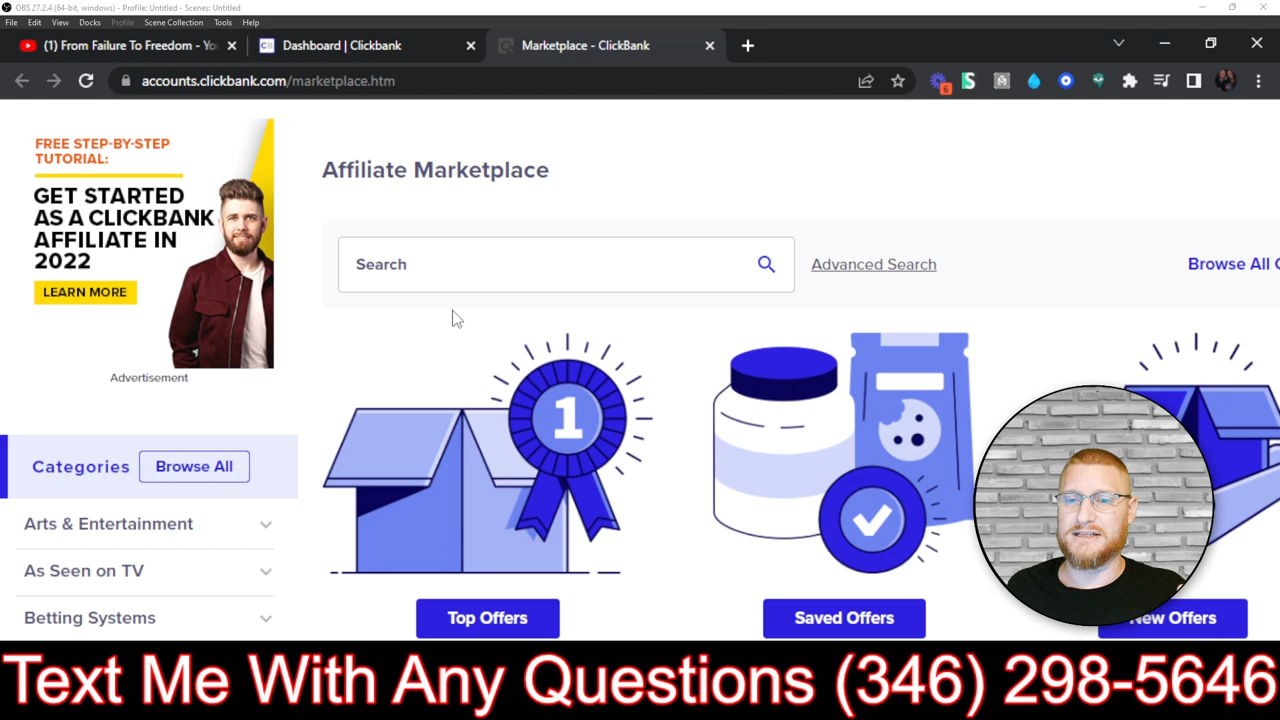 OBS 27.2.4 (64-bit, windows) - Profile: Untitled - Scenes: Untitled
File Edit View Docks Profile Scene Collection Tools Help
(1) From Failure To Freedom - Yo
Dashboard | Clickbank
Marketplace - ClickBank
accounts.clickbank.com/marketplace.htm
6
FREE STEP-BY-STEP
TUTORIAL:
GET STARTED
AS A CLICKBANK
AFFILIATE IN
2022
LEARN MORE
Advertisement
Affiliate Marketplace
Search
Advanced Search
Browse All
Categories
Browse All
Arts & Entertainment
As Seen on TV
Betting Systems
1
Top Offers
Saved Offers
New Offers
Text Me With Any Questions (346) 298-5646